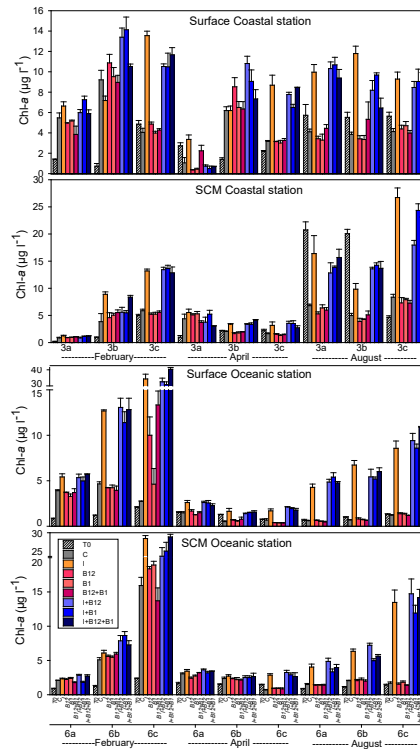 Surface Coastal station
Chl-a (µg l⁻¹)
16
14
12
10
8
6
4
2
0
SCM Coastal station
Chl-a (µg l⁻¹)
30
25
20
15
10
5
0
3a 3b 3c 3a 3b 3c 3a 3b 3c
----------February---------- ----------- April ----------- ---------- August ----------
Surface Oceanic station
Chl-a (µg l⁻¹)
40
30
15
10
5
0
SCM Oceanic station
Chl-a (µg l⁻¹)
30
20
15
10
5
0
T0
C
I
B12
B1
B12+B1
I+B12
I+B1
I+B12+B1
6a 6b 6c 6a 6b 6c 6a 6b 6c
---------- February ---------- ----------- April ----------- ---------- August ----------